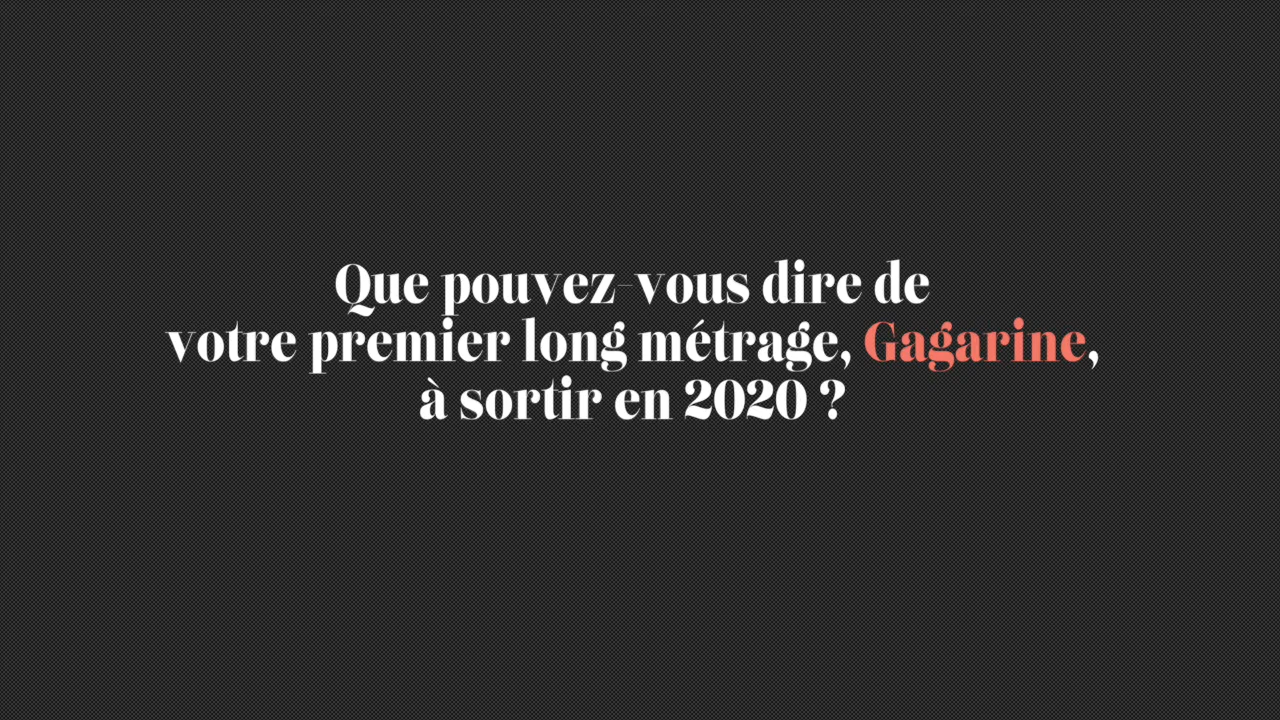 Que pouvez-vous dire de
votre premier long métrage, Gagarine,
à sortir en 2020 ?